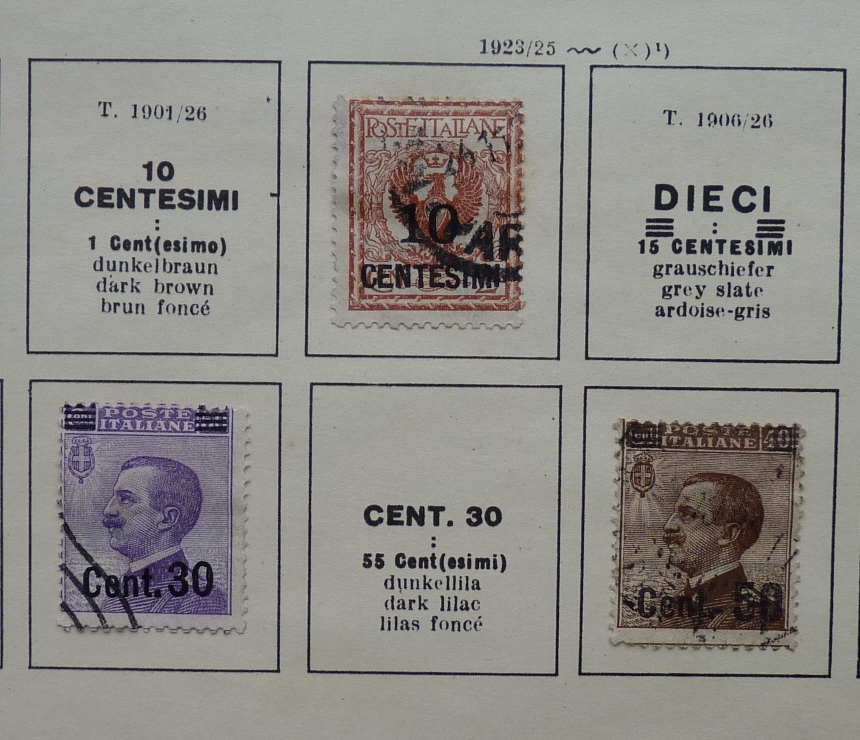 1923/25 ~ (×)¹)
T. 1901/26
10
CENTESIMI
:
1 Cent(esimo)
dunkelbraun
dark brown
brun foncé
POSTE ITALIANE
10
AR
CENTESIMI
T. 1906/26
DIECI
:
15 CENTESIMI
grauschiefer
grey slate
ardoise-gris
POSTE
ITALIANE
Cent. 30
CENT. 30
:
55 Cent(esimi)
dunkellila
dark lilac
lilas foncé
POSTE
ITALIANE
40
Cent. 50